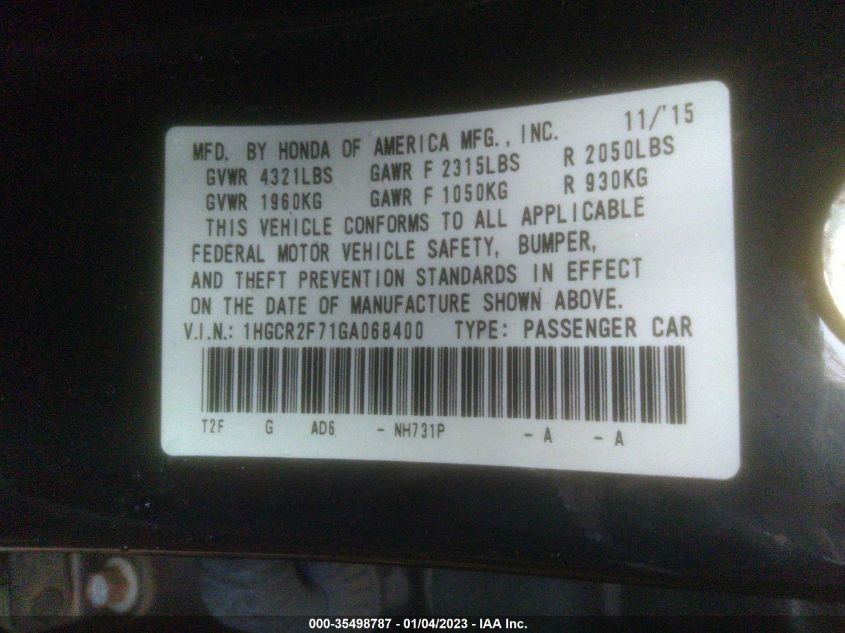 11/'15
MFD. BY HONDA OF AMERICA MFG., INC.
GVWR 4321LBS GAWR F 2315LBS R 2050LBS
GVWR 1960KG GAWR F 1050KG R 930KG
THIS VEHICLE CONFORMS TO ALL APPLICABLE
FEDERAL MOTOR VEHICLE SAFETY, BUMPER,
AND THEFT PREVENTION STANDARDS IN EFFECT
ON THE DATE OF MANUFACTURE SHOWN ABOVE.
V.I.N.: 1HGCR2F71GA068400 TYPE: PASSENGER CAR
T2F G AD6 - NH731P - A - A
000-35498787 - 01/04/2023 - IAA Inc.